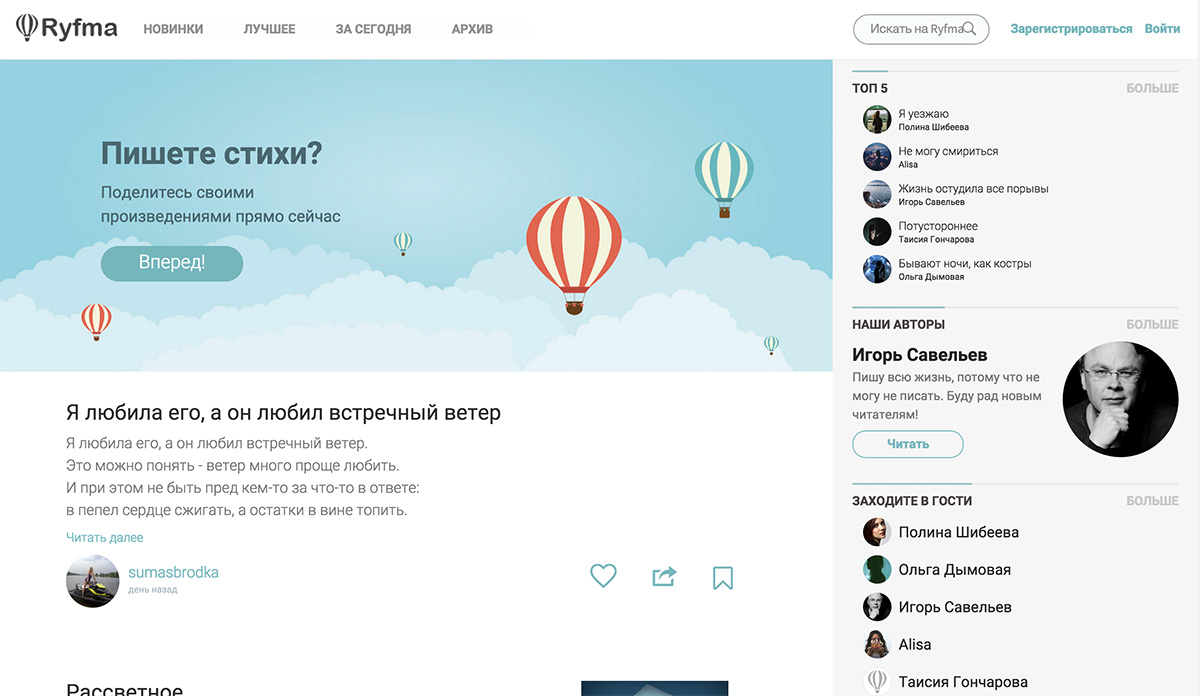 Ryfma
НОВИНКИ
ЛУЧШЕЕ
ЗА СЕГОДНЯ
АРХИВ
Искать на Ryfma
Зарегистрироваться
Войти
Пишете стихи?
Поделитесь своими
произведениями прямо сейчас
Вперед!
Я любила его, а он любил встречный ветер
Я любила его, а он любил встречный ветер.
Это можно понять - ветер много проще любить.
И при этом не быть пред кем-то за что-то в ответе:
в пепел сердце сжигать, а остатки в вине топить.
Читать далее
sumasbrodka
день назад
Рассветное
ТОП 5
БОЛЬШЕ
Я уезжаю
Полина Шибеева
Не могу смириться
Alisa
Жизнь остудила все порывы
Игорь Савельев
Потустороннее
Таисия Гончарова
Бывают ночи, как костры
Ольга Дымовая
НАШИ АВТОРЫ
БОЛЬШЕ
Игорь Савельев
Пишу всю жизнь, потому что не
могу не писать. Буду рад новым
читателям!
Читать
ЗАХОДИТЕ В ГОСТИ
БОЛЬШЕ
Полина Шибеева
Ольга Дымовая
Игорь Савельев
Alisa
Таисия Гончарова